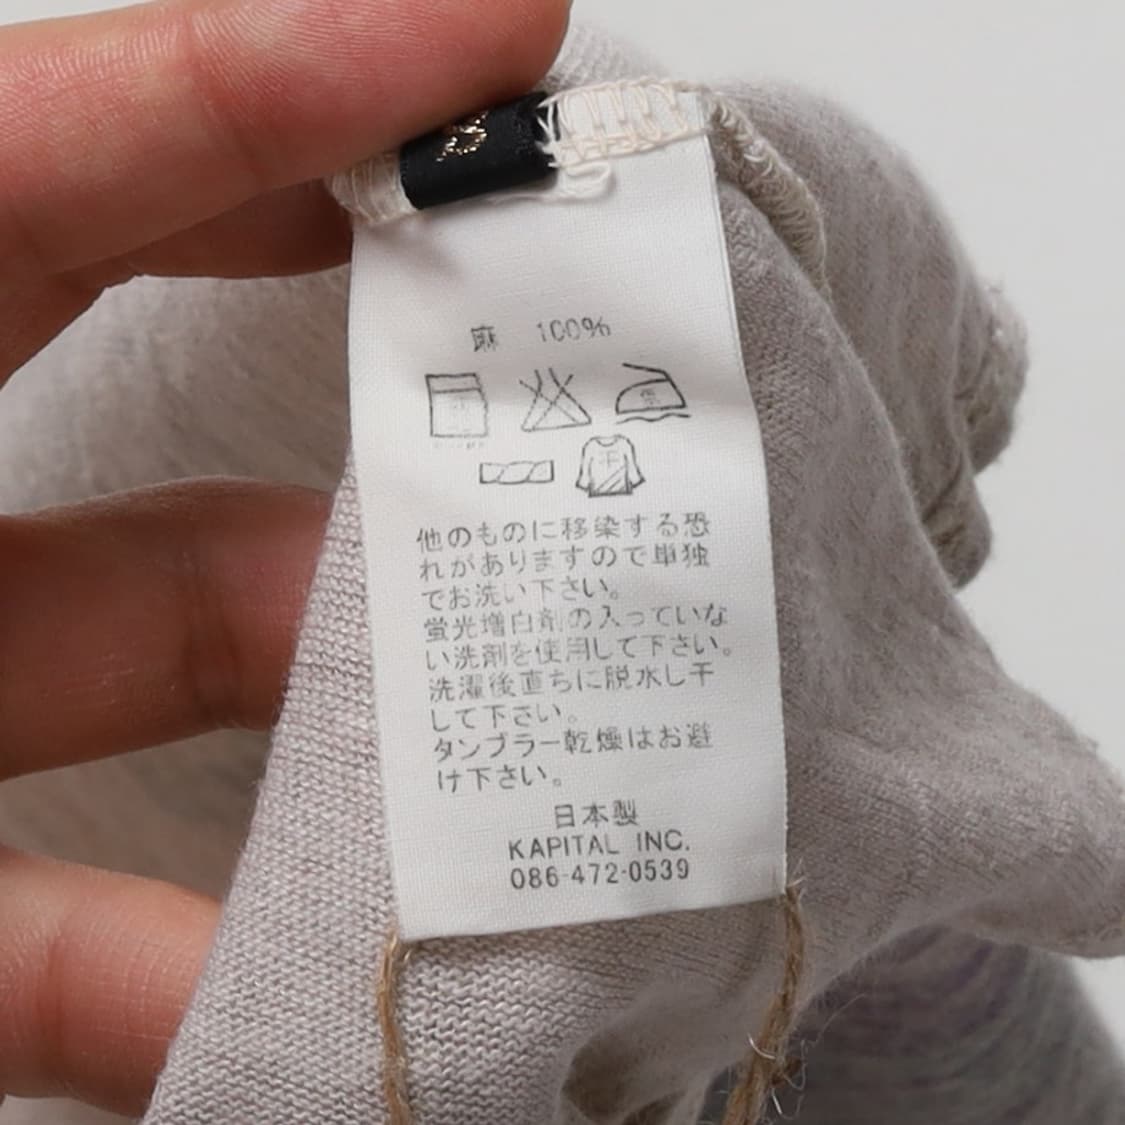 麻 100%
平
他のものに移染する恐
れがありますので単独
でお洗い下さい。
蛍光増白剤の入っていな
い洗剤を使用して下さい。
洗濯後直ちに脱水し干
して下さい。
タンブラー乾燥はお避
け下さい。
日本製
KAPITAL INC.
086-472-0539